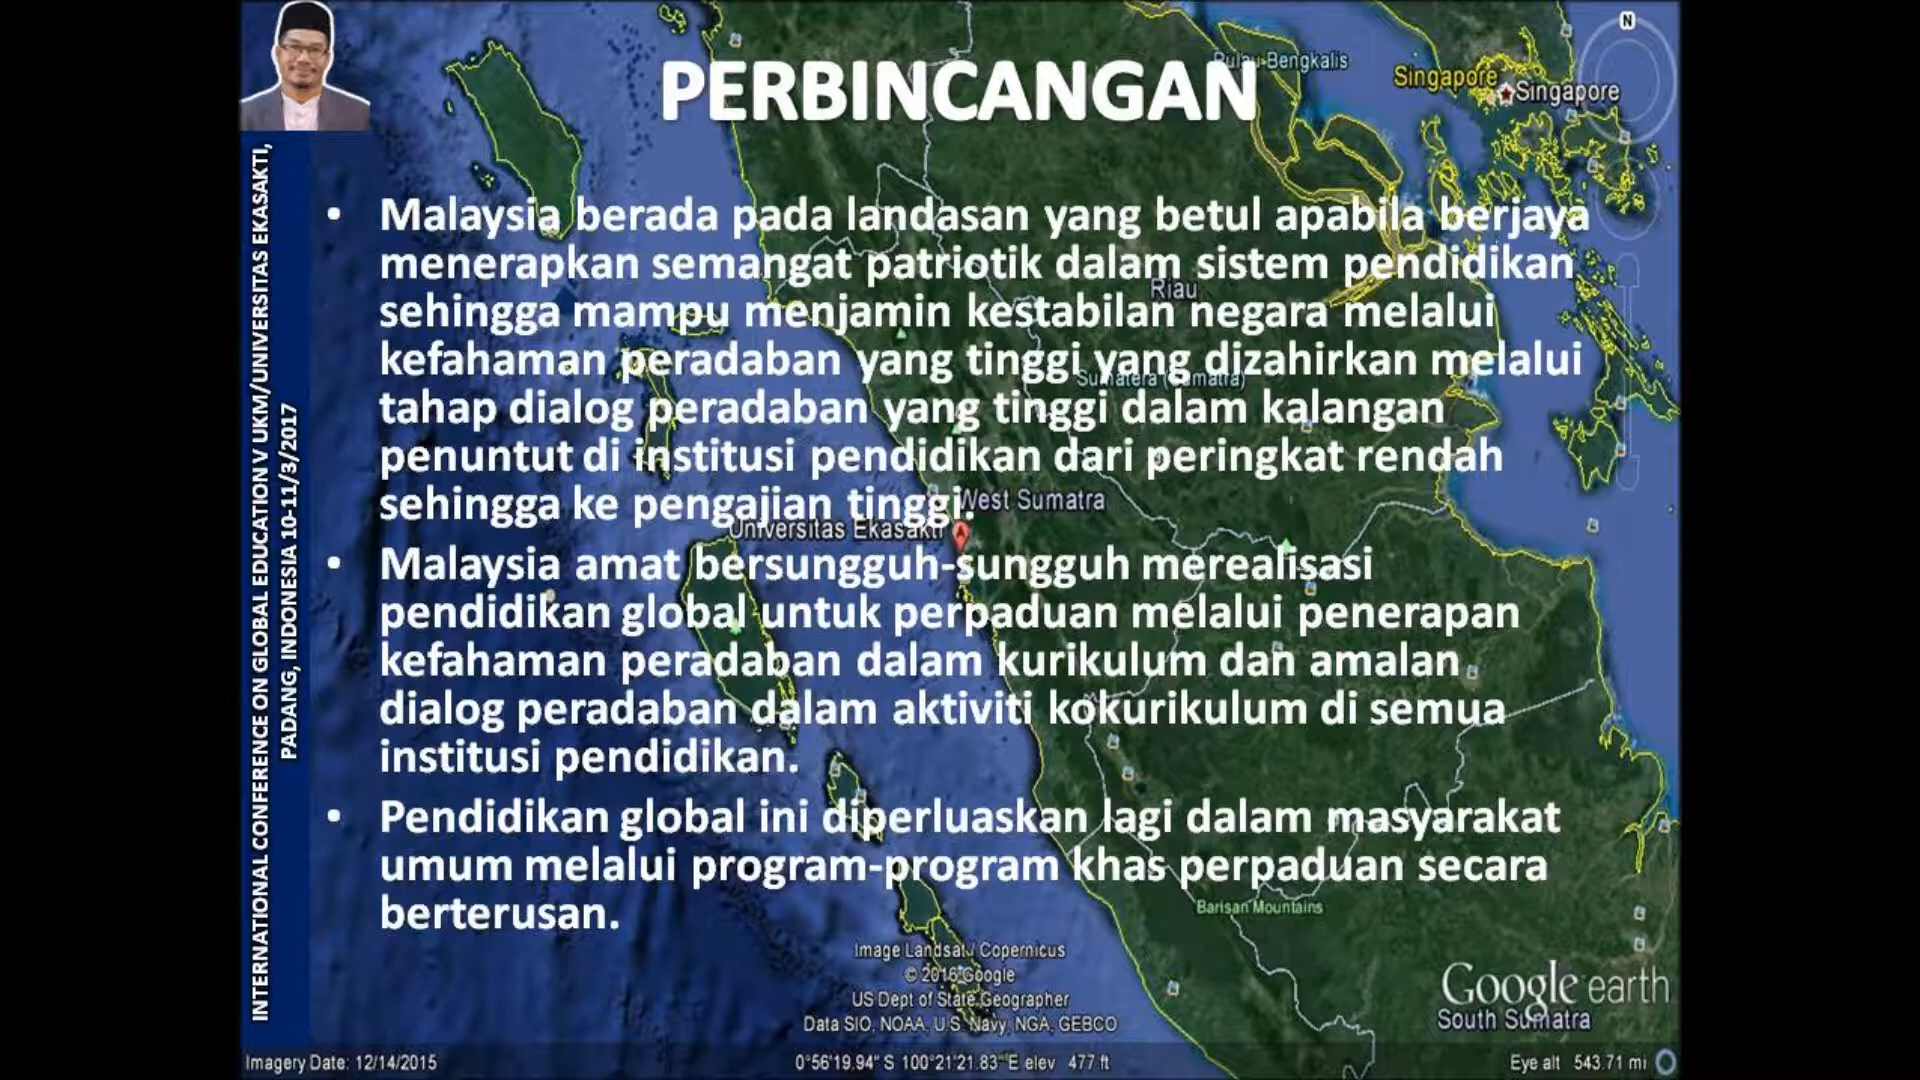 PERBINCANGAN
INTERNATIONAL CONFERENCE ON GLOBAL EDUCATION V UKM/UNIVERSITAS EKASAKTI,
PADANG, INDONESIA 10-11/3/2017
• Malaysia berada pada landasan yang betul apabila berjaya
menerapkan semangat patriotik dalam sistem pendidikan
sehingga mampu menjamin kestabilan negara melalui
kefahaman peradaban yang tinggi yang dizahirkan melalui
tahap dialog peradaban yang tinggi dalam kalangan
penuntut di institusi pendidikan dari peringkat rendah
sehingga ke pengajian tinggi.
• Malaysia amat bersungguh-sungguh merealisasi
pendidikan global untuk perpaduan melalui penerapan
kefahaman peradaban dalam kurikulum dan amalan
dialog peradaban dalam aktiviti kokurikulum di semua
institusi pendidikan.
• Pendidikan global ini diperluaskan lagi dalam masyarakat
umum melalui program-program khas perpaduan secara
berterusan.
N
Pulau Bengkalis
Singapore
Singapore
Riau
Sumatera (Sumatra)
West Sumatra
Universitas Ekasakti
A
Barisan Mountains
Image Landsat / Copernicus
© 2016 Google
US Dept of State Geographer
Data SIO, NOAA, U.S. Navy, NGA, GEBCO
Google earth
South Sumatra
Imagery Date: 12/14/2015
0°56'19.94" S 100°21'21.83" E elev 477 ft
Eye alt 543.71 mi